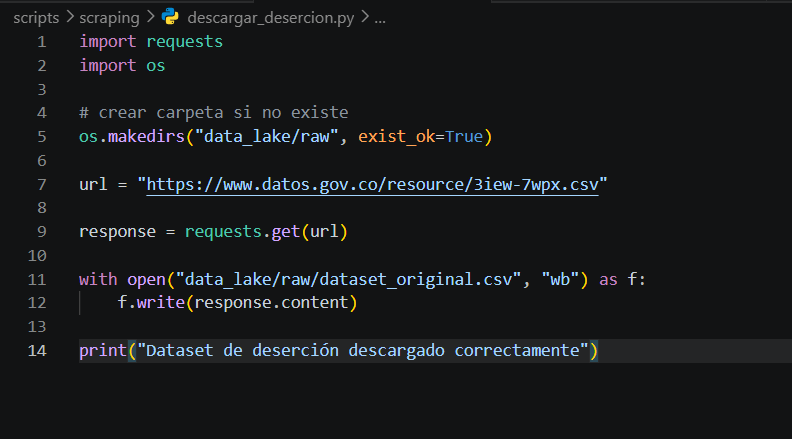 scripts > scraping > descargar_desercion.py > ...
1 import requests
2 import os
3
4 # crear carpeta si no existe
5 os.makedirs("data_lake/raw", exist_ok=True)
6
7 url = "https://www.datos.gov.co/resource/3iew-7wpx.csv"
8
9 response = requests.get(url)
10
11 with open("data_lake/raw/dataset_original.csv", "wb") as f:
12     f.write(response.content)
13
14 print("Dataset de deserción descargado correctamente")